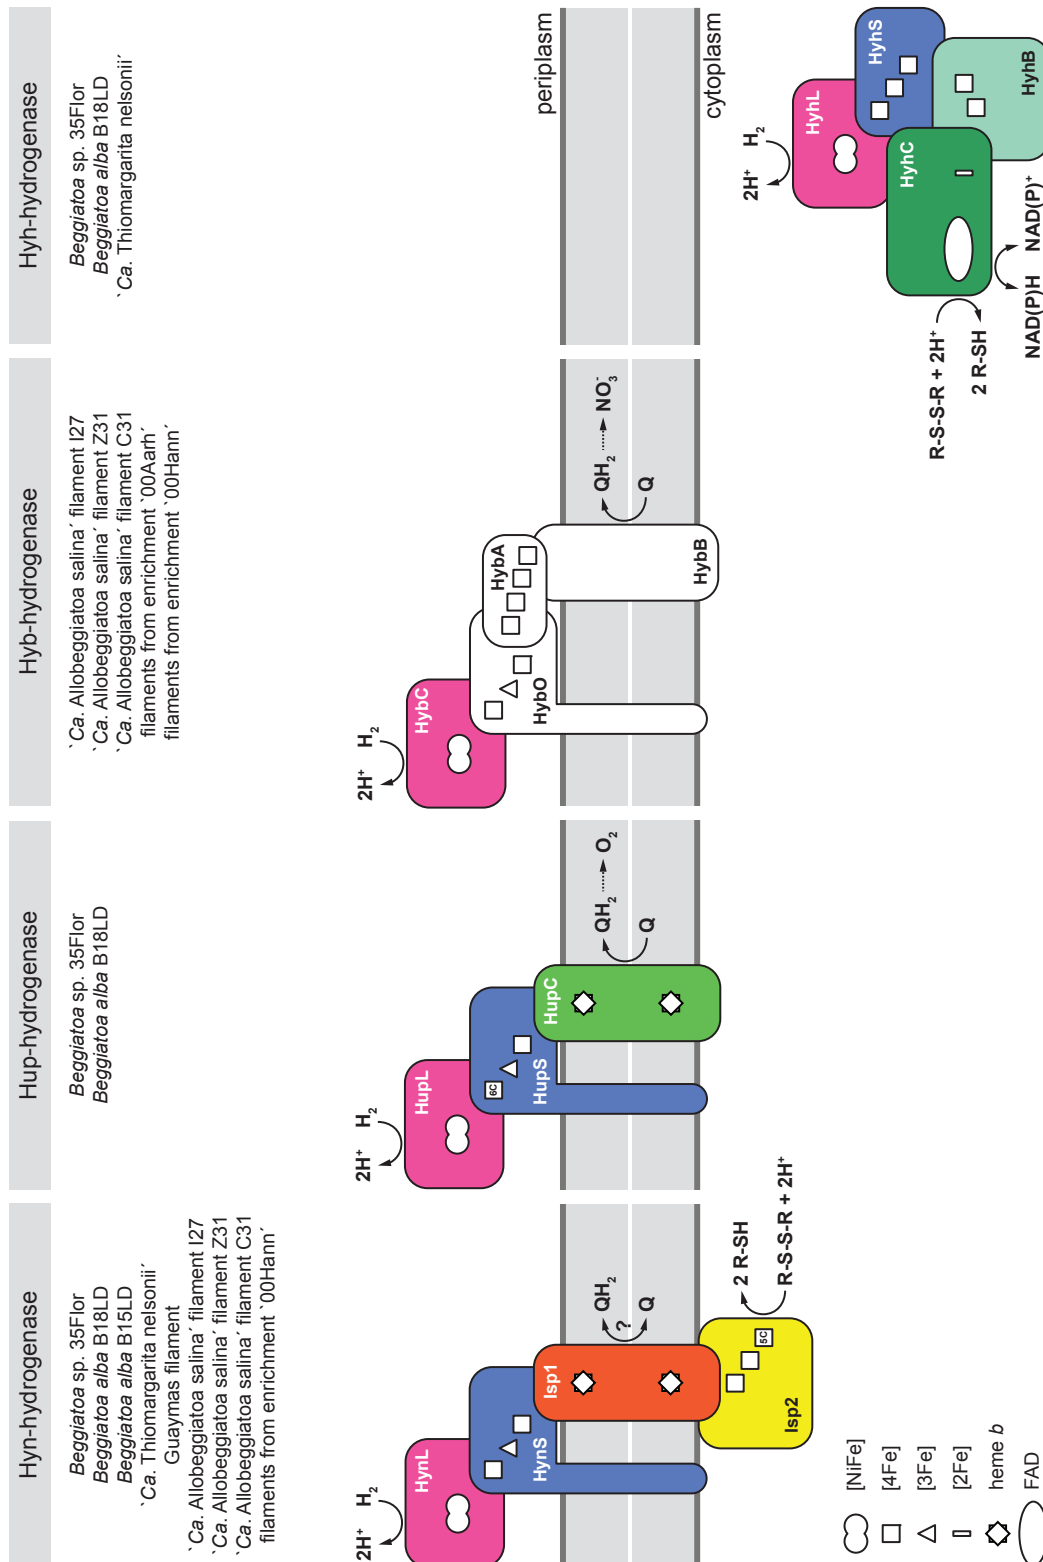 Hyn-hydrogenase
Beggiatoa sp. 35Flor
Beggiatoa alba B18LD
Beggiatoa alba B15LD
`Ca. Thiomargarita nelsonii´
Guaymas filament
`Ca. Allobeggiatoa salina´ filament I27
`Ca. Allobeggiatoa salina´ filament Z31
`Ca. Allobeggiatoa salina´ filament C31
filaments from enrichment `00Hann´
2H⁺ H₂
HynL
HynS
Isp1
QH₂
?
Q
Isp2
5C
2 R-SH
R-S-S-R + 2H⁺
Hup-hydrogenase
Beggiatoa sp. 35Flor
Beggiatoa alba B18LD
2H⁺ H₂
HupL
6C
HupS
HupC
QH₂ O₂
Q
Hyb-hydrogenase
`Ca. Allobeggiatoa salina´ filament I27
`Ca. Allobeggiatoa salina´ filament Z31
`Ca. Allobeggiatoa salina´ filament C31
filaments from enrichment `00Aarh´
filaments from enrichment `00Hann´
2H⁺ H₂
HybC
HybO
HybA
HybB
QH₂ NO₃⁻
Q
Hyh-hydrogenase
Beggiatoa sp. 35Flor
Beggiatoa alba B18LD
`Ca. Thiomargarita nelsonii´
periplasm
cytoplasm
2H⁺ H₂
HyhL
HyhS
HyhC
HyhB
R-S-S-R + 2H⁺
2 R-SH
NAD(P)H NAD(P)⁺
[NiFe]
[4Fe]
[3Fe]
[2Fe]
heme b
FAD